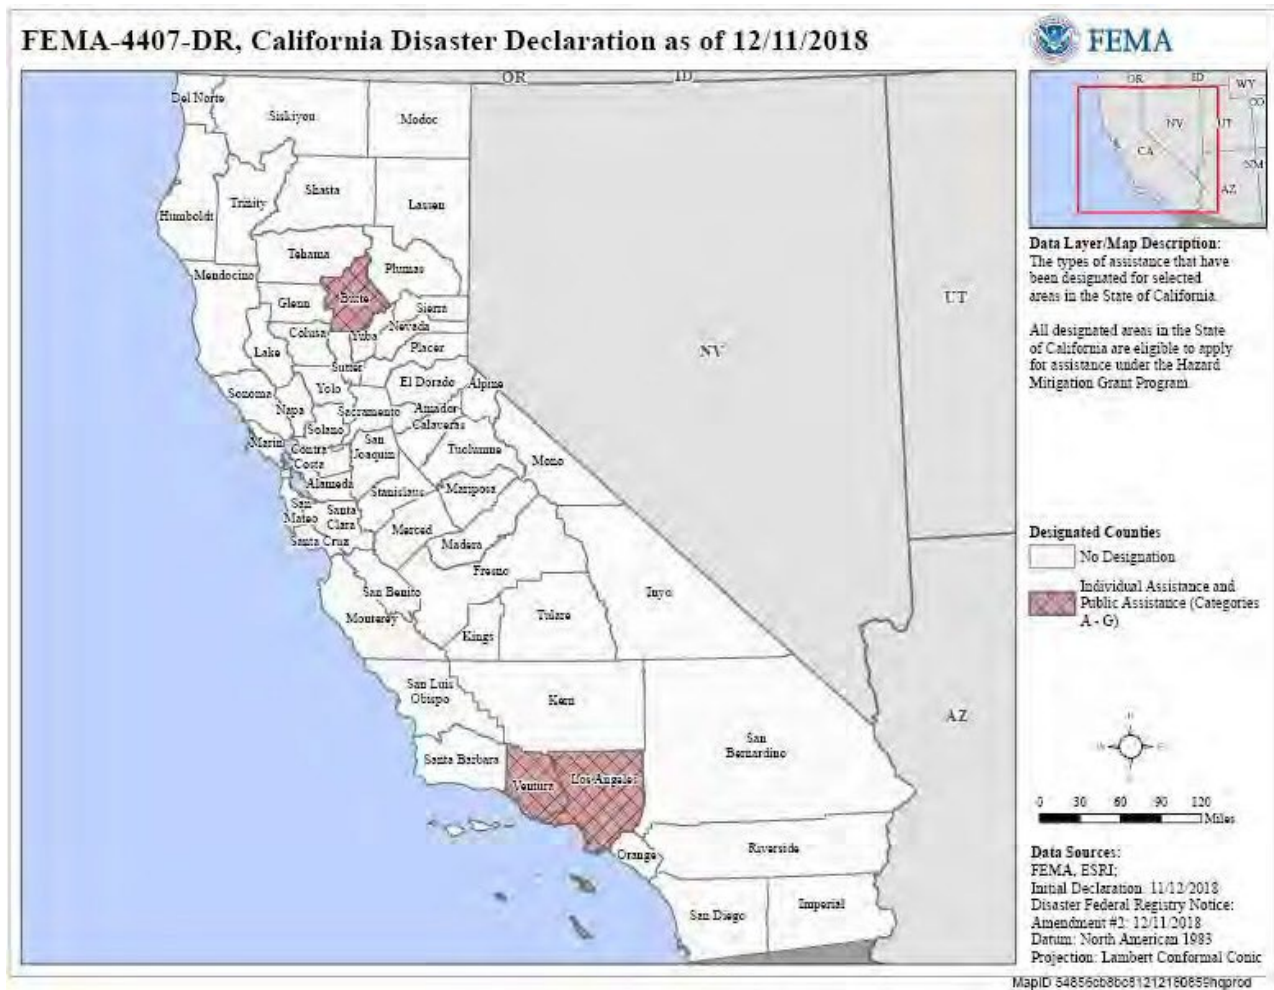 FEMA-4407-DR, California Disaster Declaration as of 12/11/2018
FEMA
OR
ID
Del Norte
Siskiyou
Modoc
Shasta
Trinity
Lassen
Humboldt
Tehama
Plumas
Mendocino
Butte
Glenn
Sierra
Nevada
Colusa
Yuba
Placer
Lake
Sutter
El Dorado
Alpine
Sonoma
Yolo
Napa
Sacramento
Amador
Calaveras
Solano
Marin
San
Joaquin
Contra
Costa
Tuolumne
Mono
Alameda
Stanislaus
Mariposa
San
Mateo
Santa
Clara
Merced
Santa Cruz
Madera
Fresno
San Benito
Inyo
Monterey
Tulare
Kings
San Luis
Obispo
Kern
Santa Barbara
San
Bernardino
Ventura
Los Angeles
Orange
Riverside
San Diego
Imperial
NV
UT
AZ
OR
ID
WY
CO
NV
UT
CA
NM
AZ
Data Layer/Map Description:
The types of assistance that have
been designated for selected
areas in the State of California.
All designated areas in the State
of California are eligible to apply
for assistance under the Hazard
Mitigation Grant Program.
Designated Counties
No Designation
Individual Assistance and
Public Assistance (Categories
A - G)
0 30 60 90 120
Miles
Data Sources:
FEMA, ESRI;
Initial Declaration: 11/12/2018
Disaster Federal Registry Notice:
Amendment #2: 12/11/2018
Datum: North American 1983
Projection: Lambert Conformal Conic